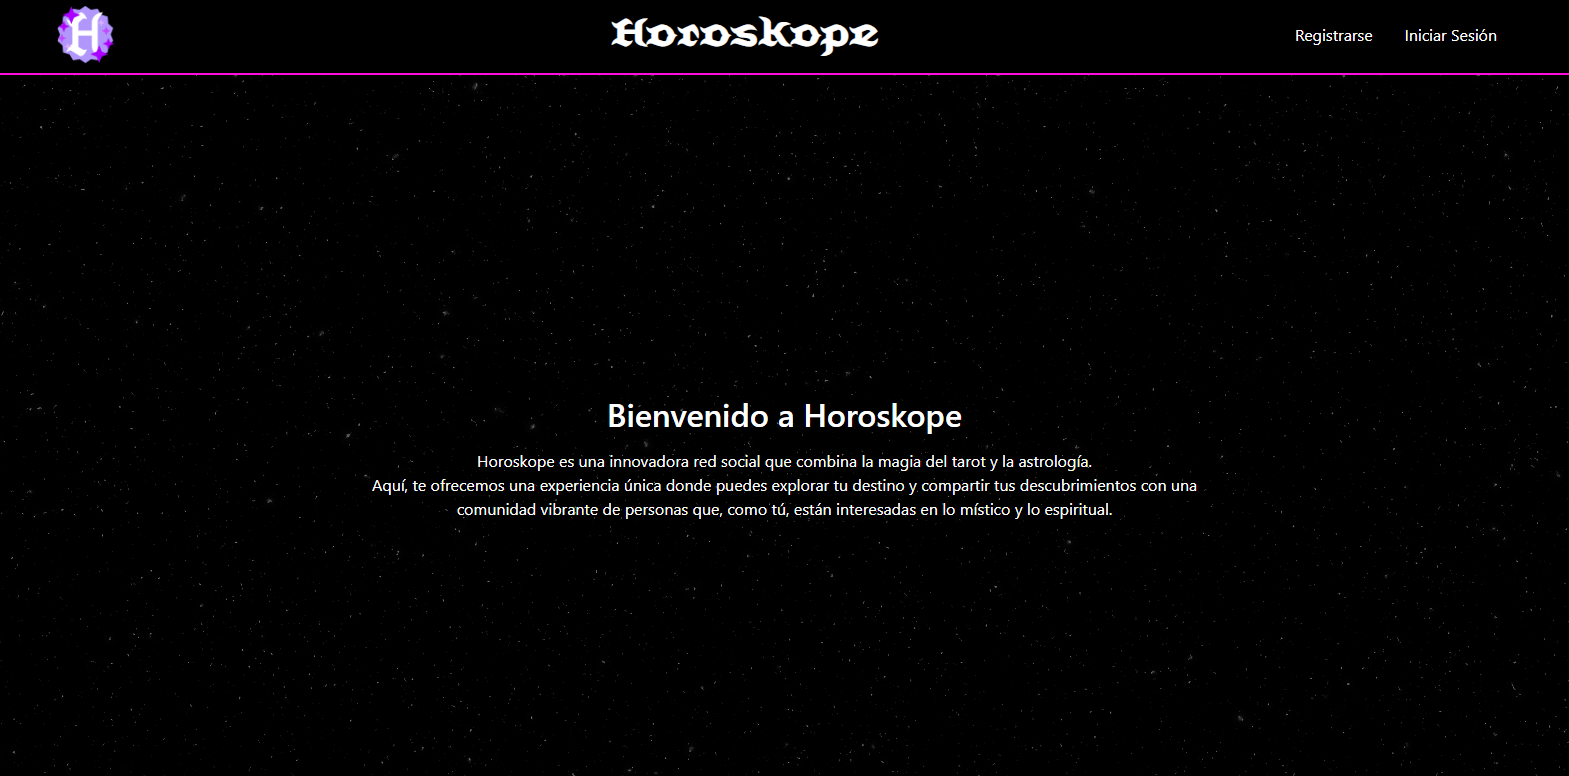 H
Horoskope
Registrarse
Iniciar Sesión
Bienvenido a Horoskope
Horoskope es una innovadora red social que combina la magia del tarot y la astrología.
Aquí, te ofrecemos una experiencia única donde puedes explorar tu destino y compartir tus descubrimientos con una
comunidad vibrante de personas que, como tú, están interesadas en lo místico y lo espiritual.